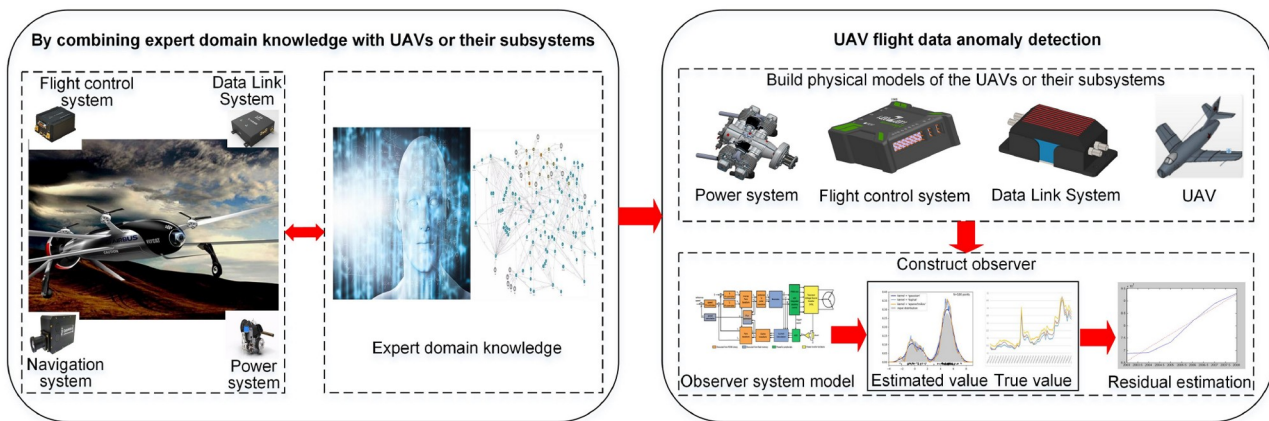 By combining expert domain knowledge with UAVs or their subsystems
Flight control
system
Data Link
System
Navigation
system
Power
system
Expert domain knowledge
UAV flight data anomaly detection
Build physical models of the UAVs or their subsystems
Power system
Flight control system
Data Link System
UAV
Construct observer
Observer system model
Estimated value
True value
Residual estimation